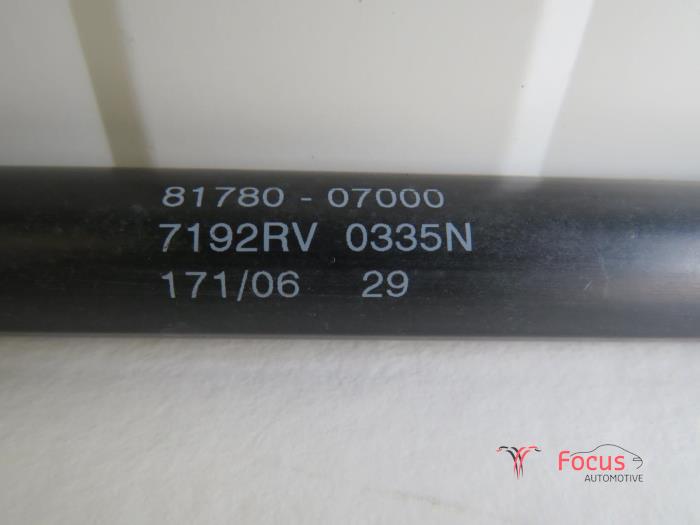 81780 - 07000
7192RV 0335N
171/06 29
Focus
AUTOMOTIVE